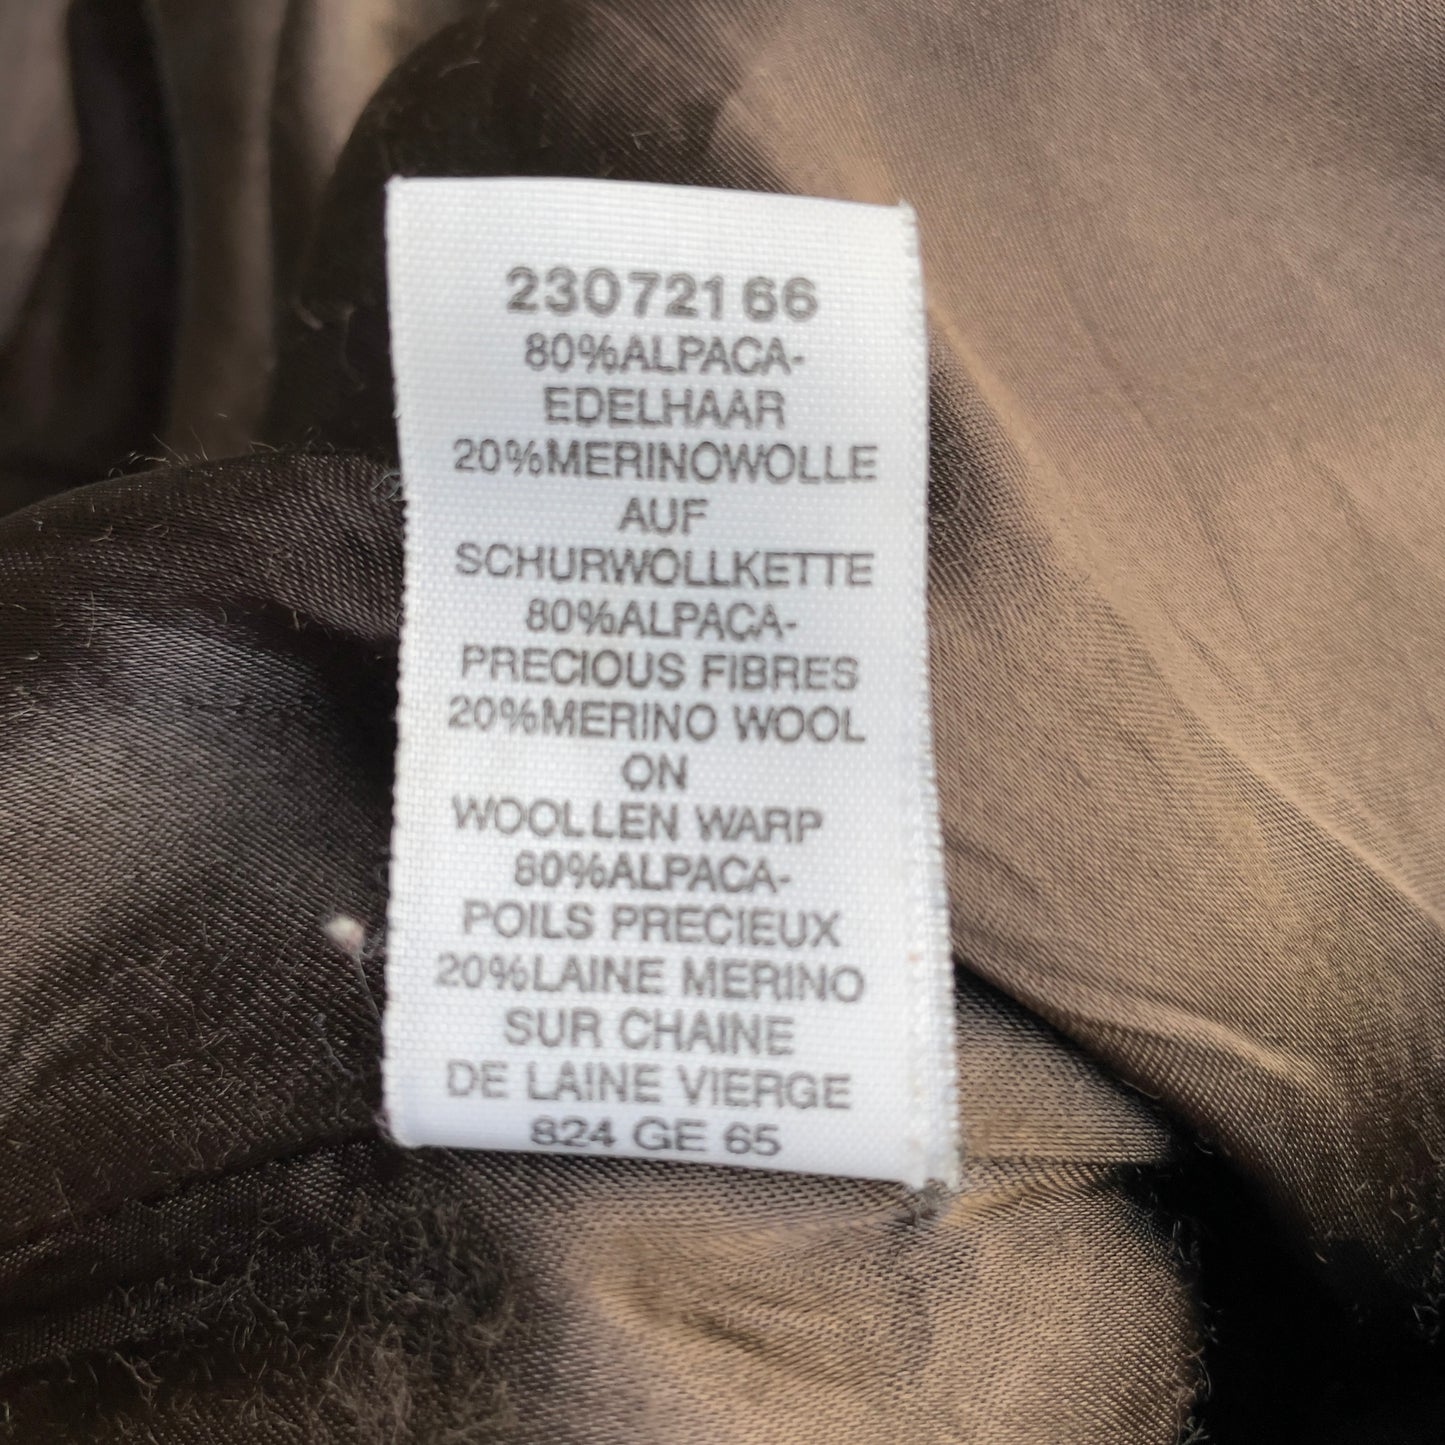 23072166
80%ALPACA-
EDELHAAR
20%MERINOWOLLE
AUF
SCHURWOLLKETTE
80%ALPACA-
PRECIOUS FIBRES
20%MERINO WOOL
ON
WOOLLEN WARP
80%ALPACA-
POILS PRECIEUX
20%LAINE MERINO
SUR CHAINE
DE LAINE VIERGE
824 GE 65